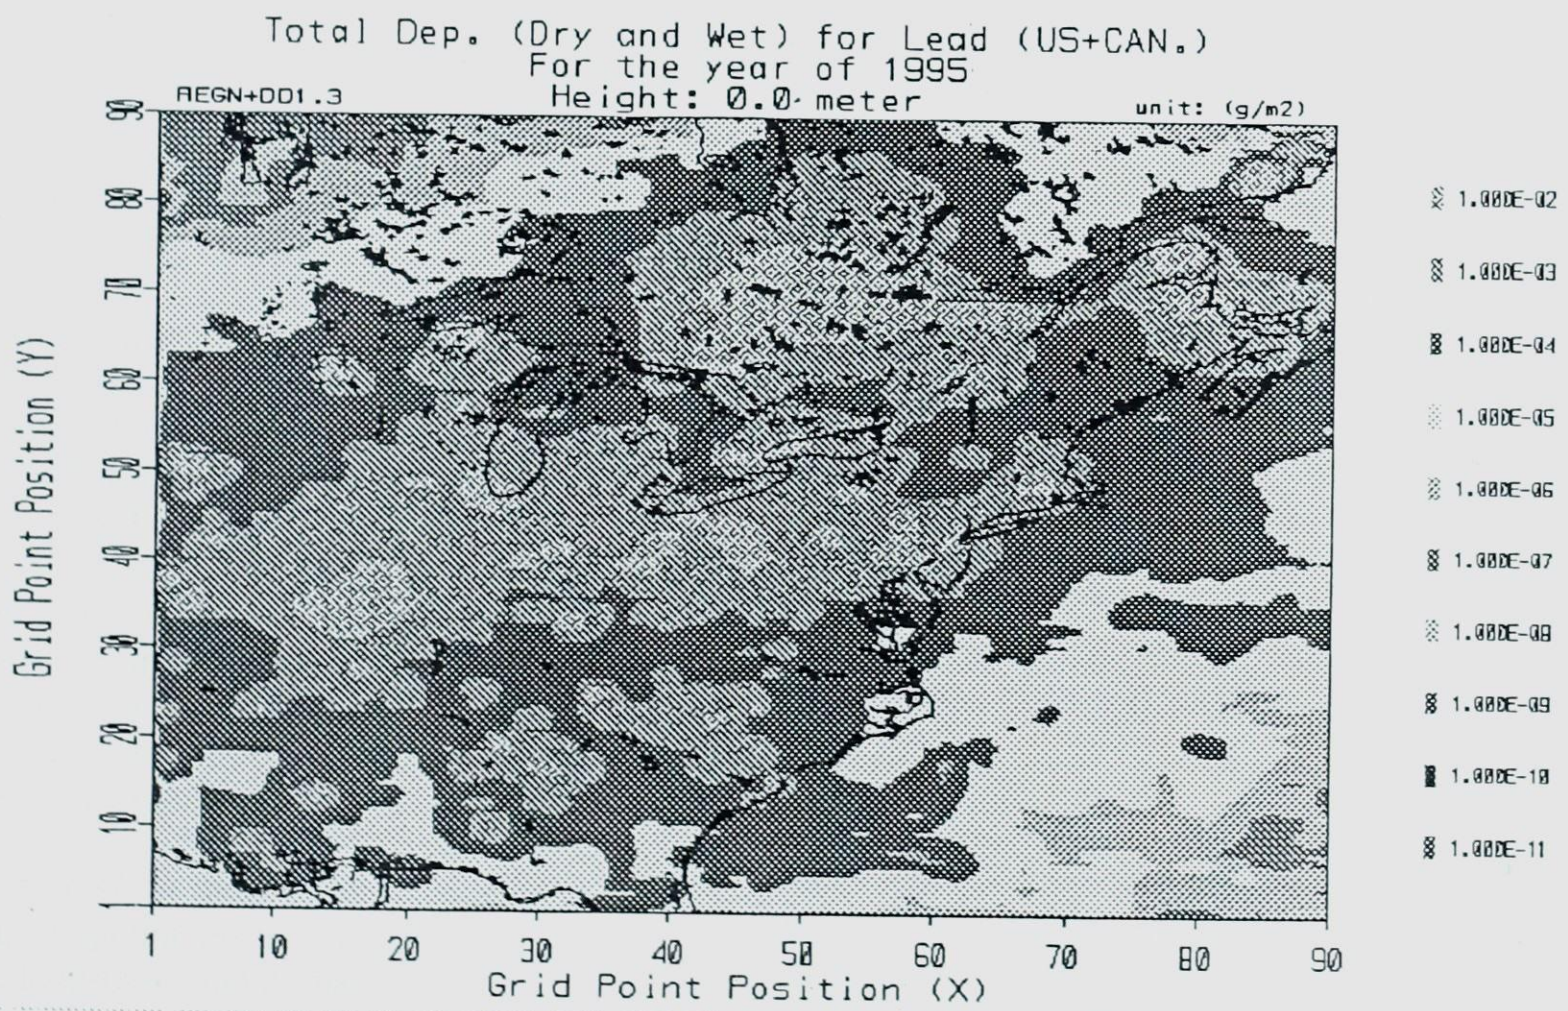 Total Dep. (Dry and Wet) for Lead (US+CAN.)
For the year of 1995
REGN+DD1.3
Height: 0.0 meter
unit: (g/m2)
90
80
70
60
50
40
30
20
10
1
Grid Point Position (Y)
1 10 20 30 40 50 60 70 80 90
Grid Point Position (X)
1.000E-02
1.000E-03
1.000E-04
1.000E-05
1.000E-06
1.000E-07
1.000E-08
1.000E-09
1.000E-10
1.000E-11